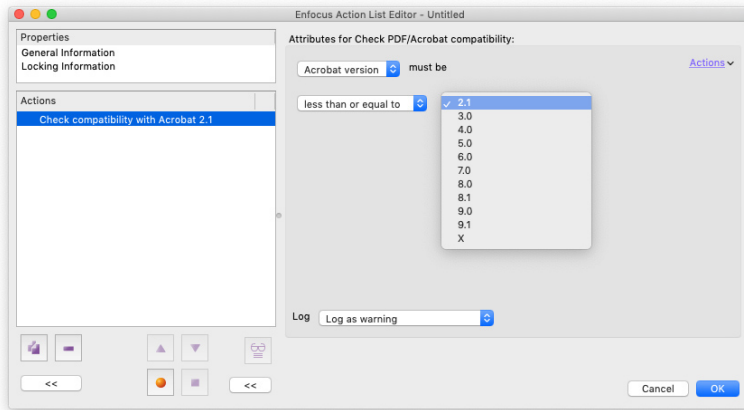 Enfocus Action List Editor - Untitled
Properties
General Information
Locking Information
Actions
Check compatibility with Acrobat 2.1
<<
<<
Attributes for Check PDF/Acrobat compatibility:
Acrobat version must be
Actions
less than or equal to
✓ 2.1
3.0
4.0
5.0
6.0
7.0
8.0
8.1
9.0
9.1
X
Log Log as warning
Cancel OK